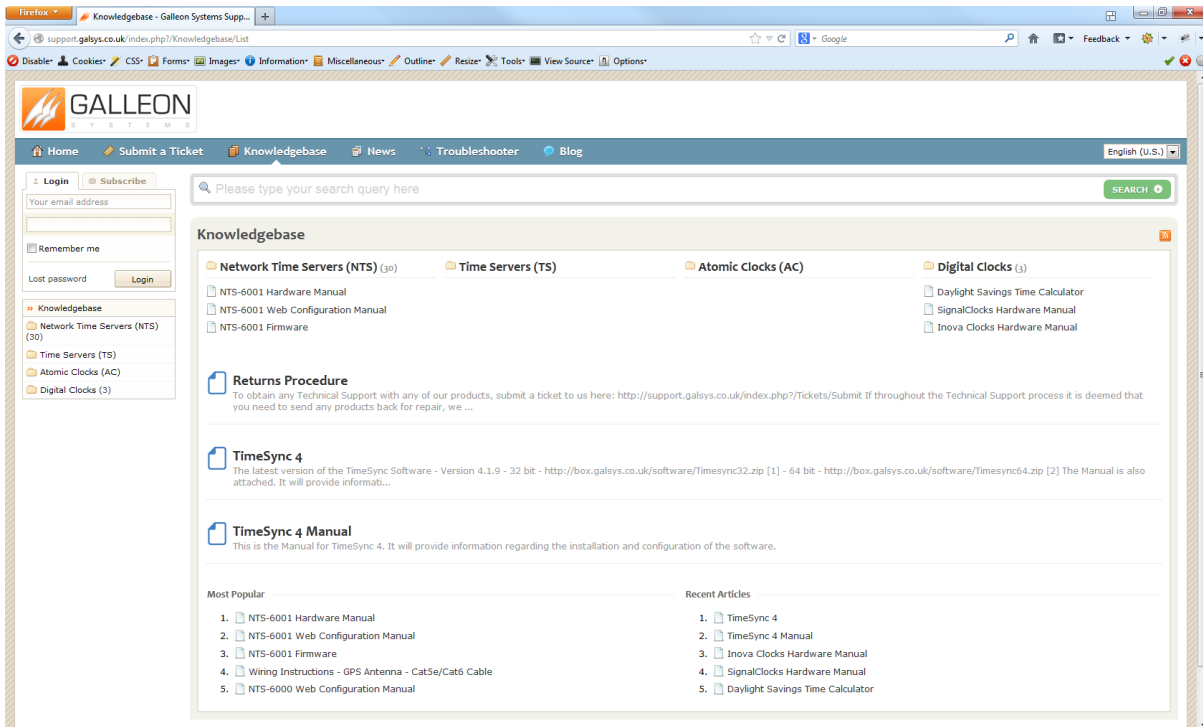 Firefox
Knowledgebase - Galleon Systems Supp...
support.galsys.co.uk/index.php?/Knowledgebase/List
Google
Feedback
Disable Cookies CSS Forms Images Information Miscellaneous Outline Resize Tools View Source Options
GALLEON
SYSTEMS
Home Submit a Ticket Knowledgebase News Troubleshooter Blog
English (U.S.)
Login Subscribe
Your email address
Remember me
Lost password Login
» Knowledgebase
Network Time Servers (NTS)
(30)
Time Servers (TS)
Atomic Clocks (AC)
Digital Clocks (3)
Please type your search query here
SEARCH
Knowledgebase
Network Time Servers (NTS) (30)
NTS-6001 Hardware Manual
NTS-6001 Web Configuration Manual
NTS-6001 Firmware
Time Servers (TS)
Atomic Clocks (AC)
Digital Clocks (3)
Daylight Savings Time Calculator
SignalClocks Hardware Manual
Inova Clocks Hardware Manual
Returns Procedure
To obtain any Technical Support with any of our products, submit a ticket to us here: http://support.galsys.co.uk/index.php?/Tickets/Submit If throughout the Technical Support process it is deemed that
you need to send any products back for repair, we ...
TimeSync 4
The latest version of the TimeSync Software - Version 4.1.9 - 32 bit - http://box.galsys.co.uk/software/Timesync32.zip [1] - 64 bit - http://box.galsys.co.uk/software/Timesync64.zip [2] The Manual is also
attached. It will provide informati...
TimeSync 4 Manual
This is the Manual for TimeSync 4. It will provide information regarding the installation and configuration of the software.
Most Popular
1. NTS-6001 Hardware Manual
2. NTS-6001 Web Configuration Manual
3. NTS-6001 Firmware
4. Wiring Instructions - GPS Antenna - Cat5e/Cat6 Cable
5. NTS-6000 Web Configuration Manual
Recent Articles
1. TimeSync 4
2. TimeSync 4 Manual
3. Inova Clocks Hardware Manual
4. SignalClocks Hardware Manual
5. Daylight Savings Time Calculator